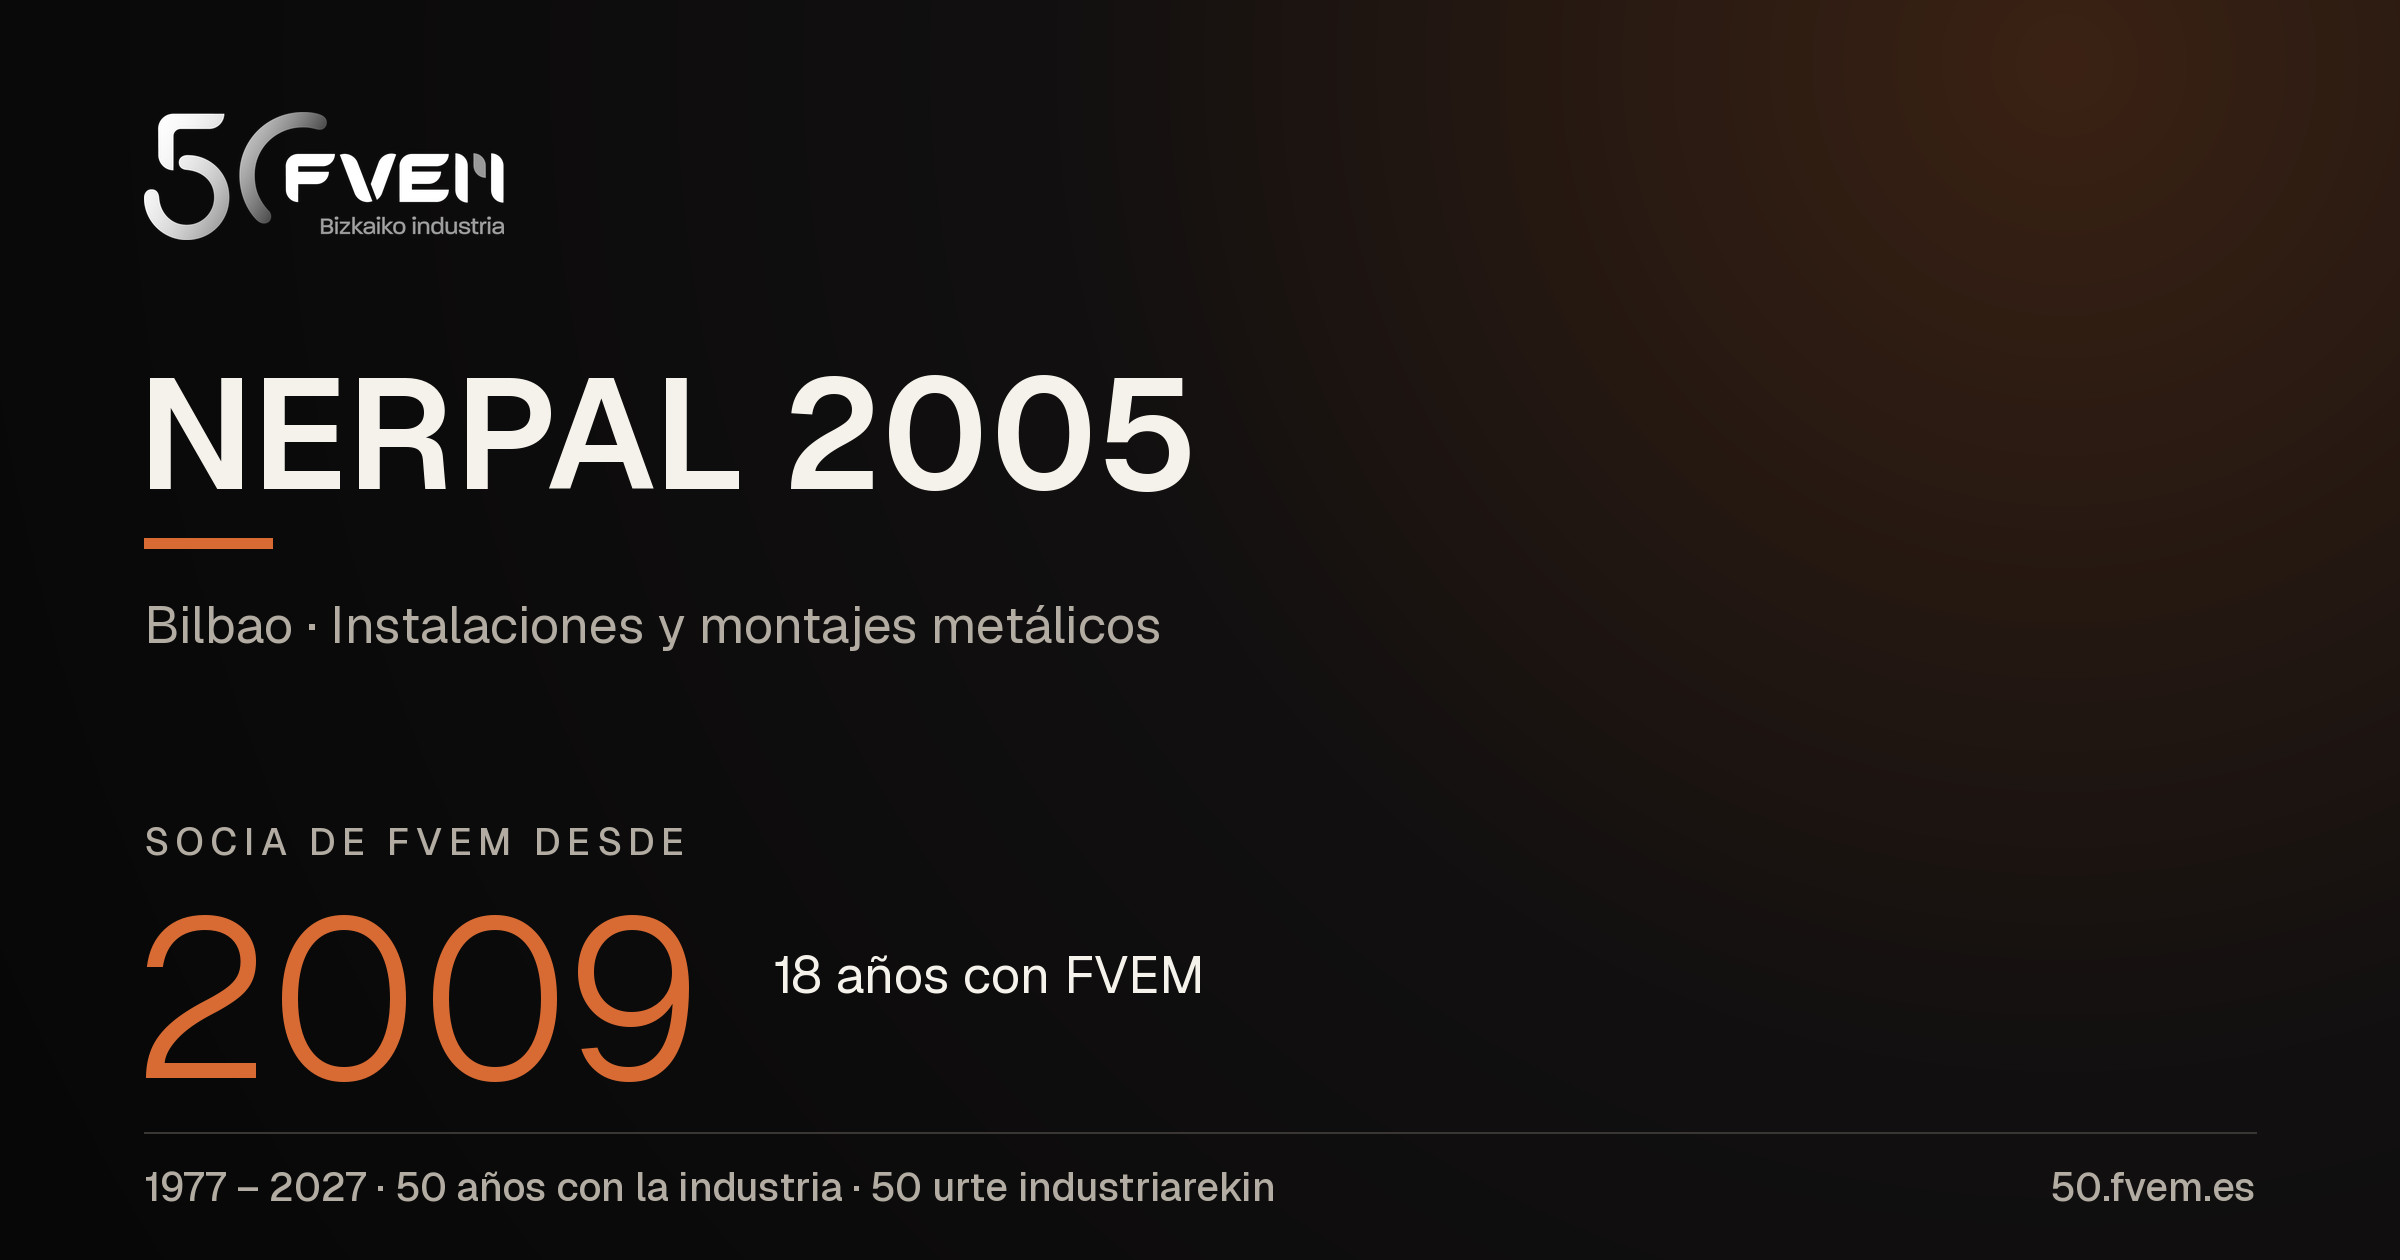 50 FVEM
Bizkaiko industria
NERPAL 2005
Bilbao · Instalaciones y montajes metálicos
SOCIA DE FVEM DESDE
2009
18 años con FVEM
1977 – 2027 · 50 años con la industria · 50 urte industriarekin
50.fvem.es